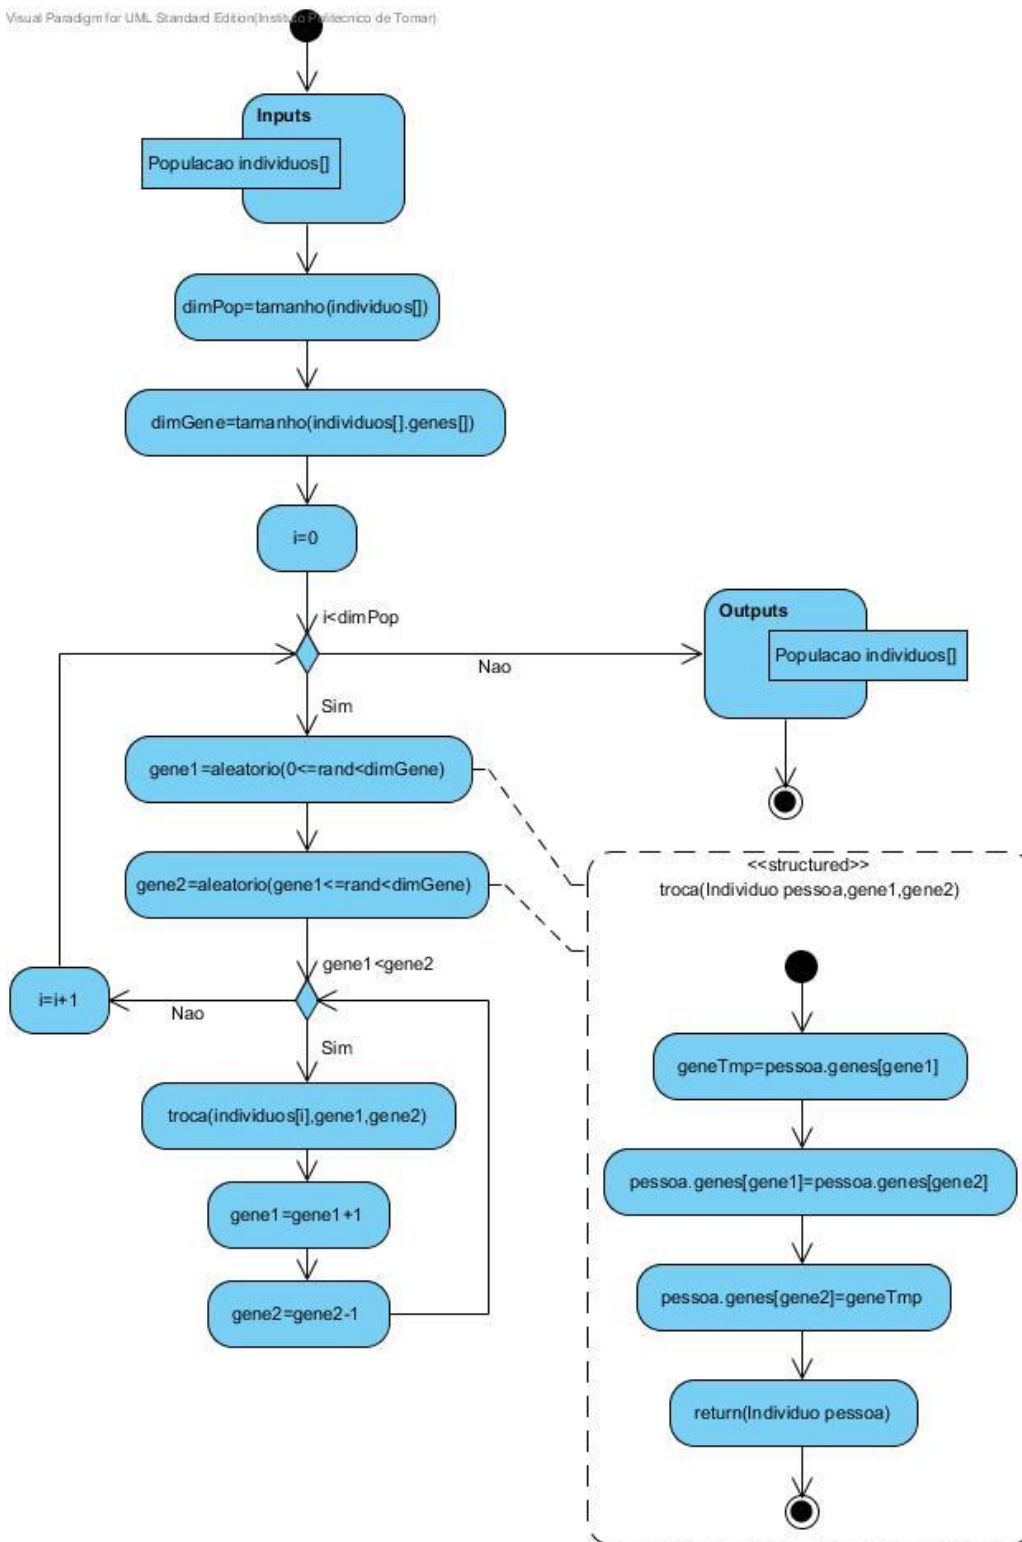 Visual Paradigm for UML Standard Edition(Instituto Politecnico de Tomar)
Inputs
Populacao individuos[]
dimPop=tamanho(individuos[])
dimGene=tamanho(individuos[].genes[])
i=0
i<dimPop
Nao
Outputs
Populacao individuos[]
Sim
gene1=aleatorio(0<=rand<dimGene)
gene2=aleatorio(gene1<=rand<dimGene)
gene1<gene2
i=i+1
Nao
Sim
troca(individuos[i],gene1,gene2)
gene1=gene1+1
gene2=gene2-1
<<structured>>
troca(Individuo pessoa,gene1,gene2)
geneTmp=pessoa.genes[gene1]
pessoa.genes[gene1]=pessoa.genes[gene2]
pessoa.genes[gene2]=geneTmp
return(Individuo pessoa)